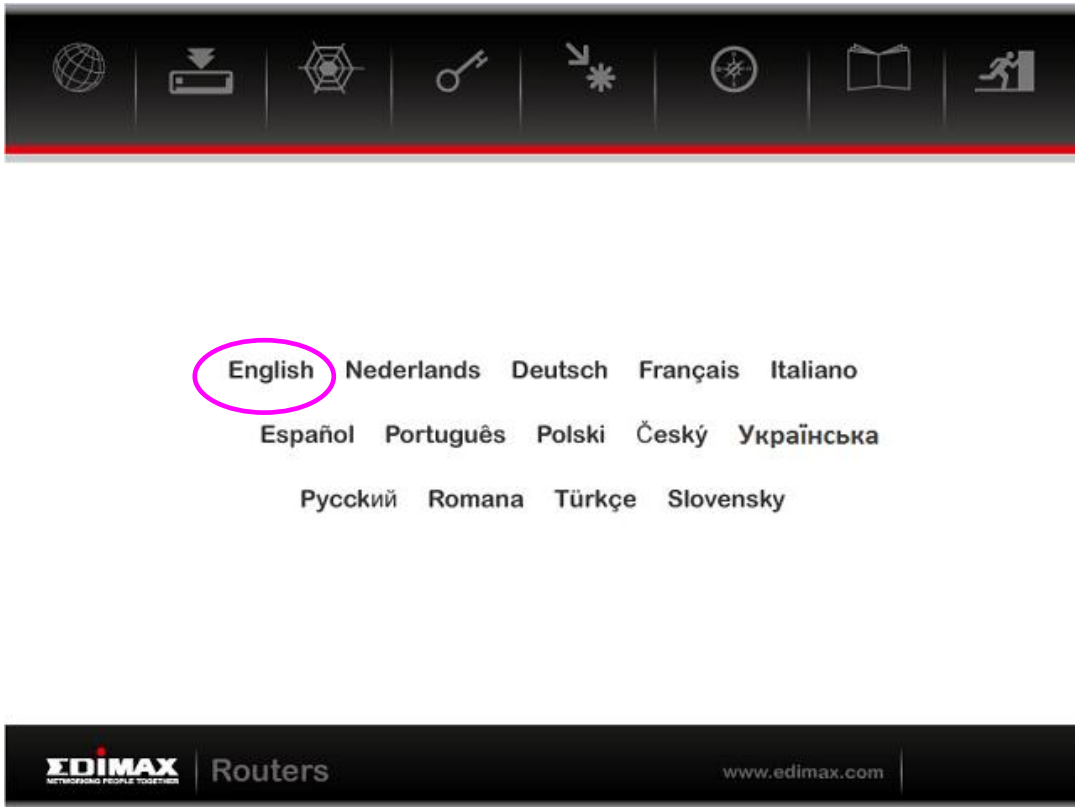 English Nederlands Deutsch Français Italiano
Español Português Polski Český Українська
Русский Romana Türkçe Slovensky
EDIMAX
NETWORKING PEOPLE TOGETHER
Routers
www.edimax.com